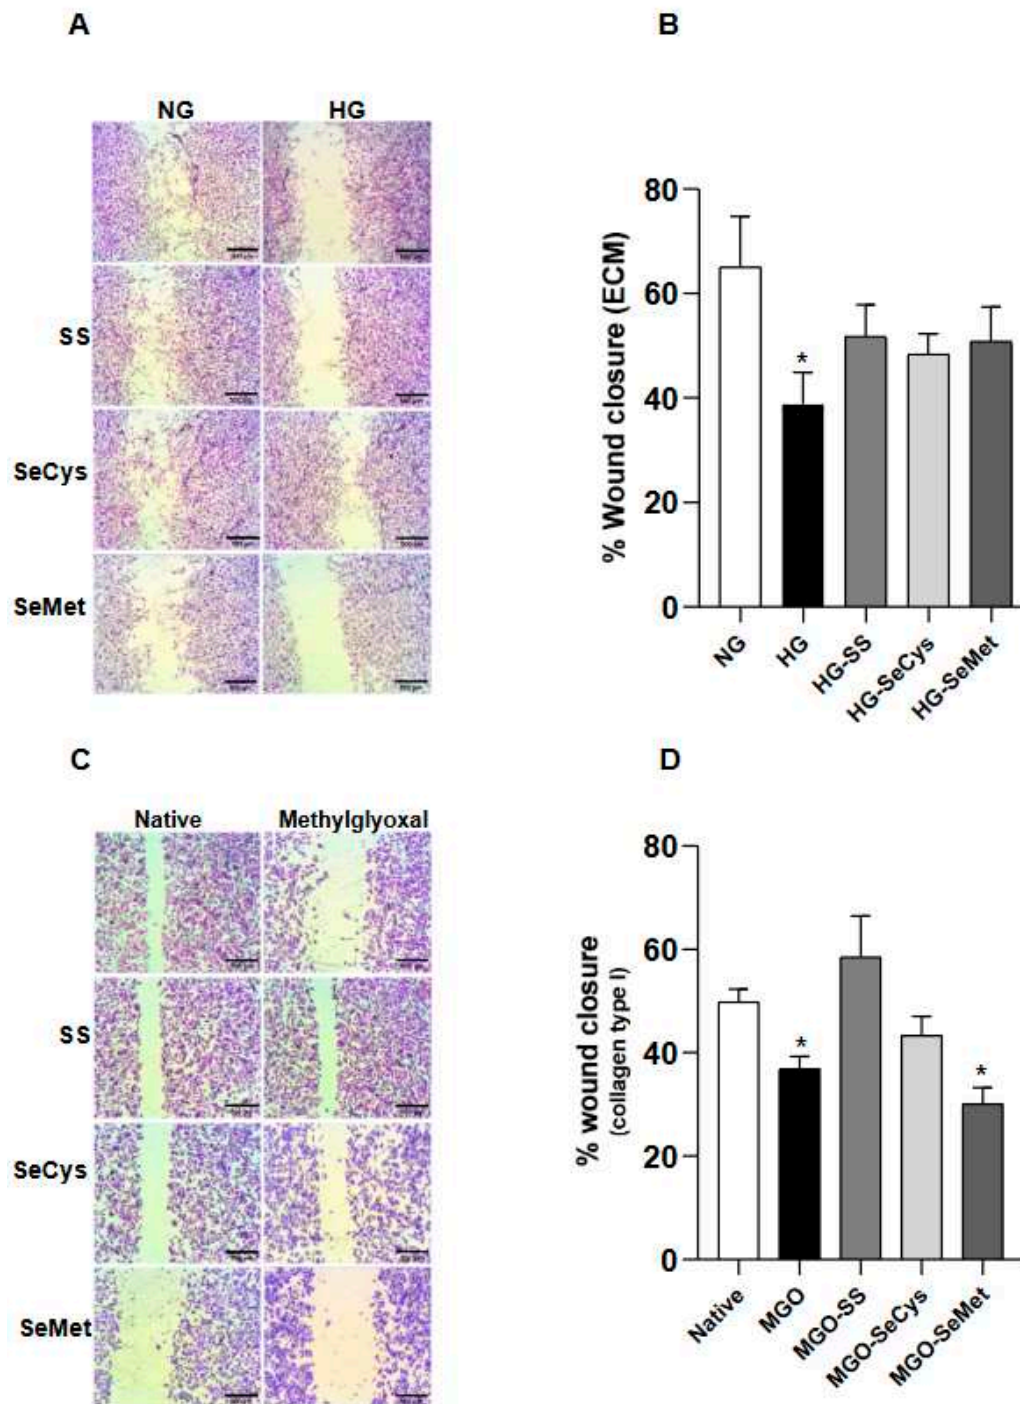 A
B
NG HG
SS
SeCys
SeMet
% Wound closure (ECM)
80
60
40
20
0
*
NG
HG
HG-SS
HG-SeCys
HG-SeMet
C
D
Native Methylglyoxal
SS
SeCys
SeMet
% wound closure
(collagen type I)
80
60
40
20
0
*
*
Native
MGO
MGO-SS
MGO-SeCys
MGO-SeMet